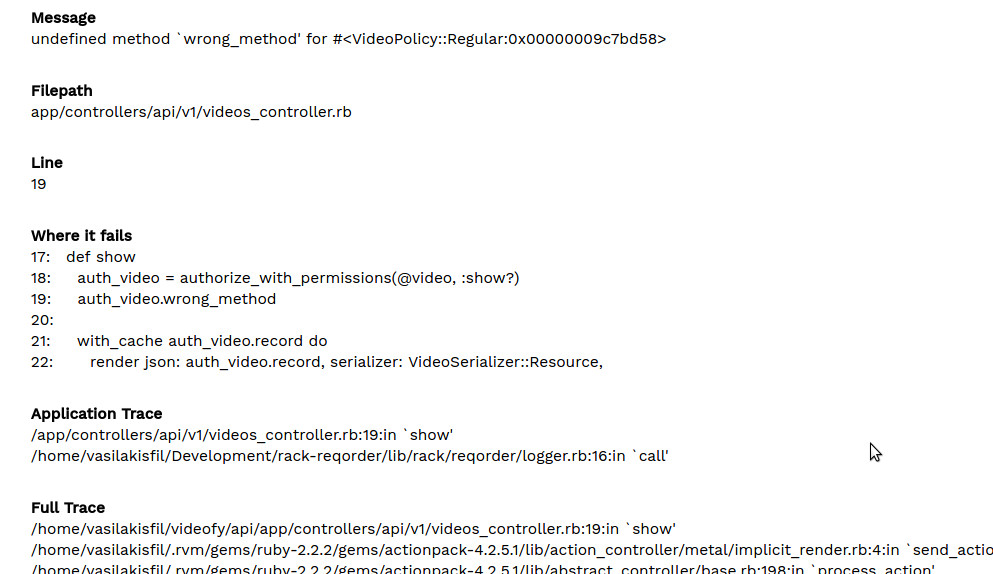 Message
undefined method `wrong_method' for #<VideoPolicy::Regular:0x00000009c7bd58>
Filepath
app/controllers/api/v1/videos_controller.rb
Line
19
Where it fails
17: def show
18: auth_video = authorize_with_permissions(@video, :show?)
19: auth_video.wrong_method
20:
21: with_cache auth_video.record do
22: render json: auth_video.record, serializer: VideoSerializer::Resource,
Application Trace
/app/controllers/api/v1/videos_controller.rb:19:in `show'
/home/vasilakisfil/Development/rack-reqorder/lib/rack/reqorder/logger.rb:16:in `call'
Full Trace
/home/vasilakisfil/videofy/api/app/controllers/api/v1/videos_controller.rb:19:in `show'
/home/vasilakisfil/.rvm/gems/ruby-2.2.2/gems/actionpack-4.2.5.1/lib/action_controller/metal/implicit_render.rb:4:in `send_actio
/home/vasilakisfil/.rvm/gems/ruby-2.2.2/gems/actionpack-4.2.5.1/lib/abstract_controller/base.rb:198:in `process_action'